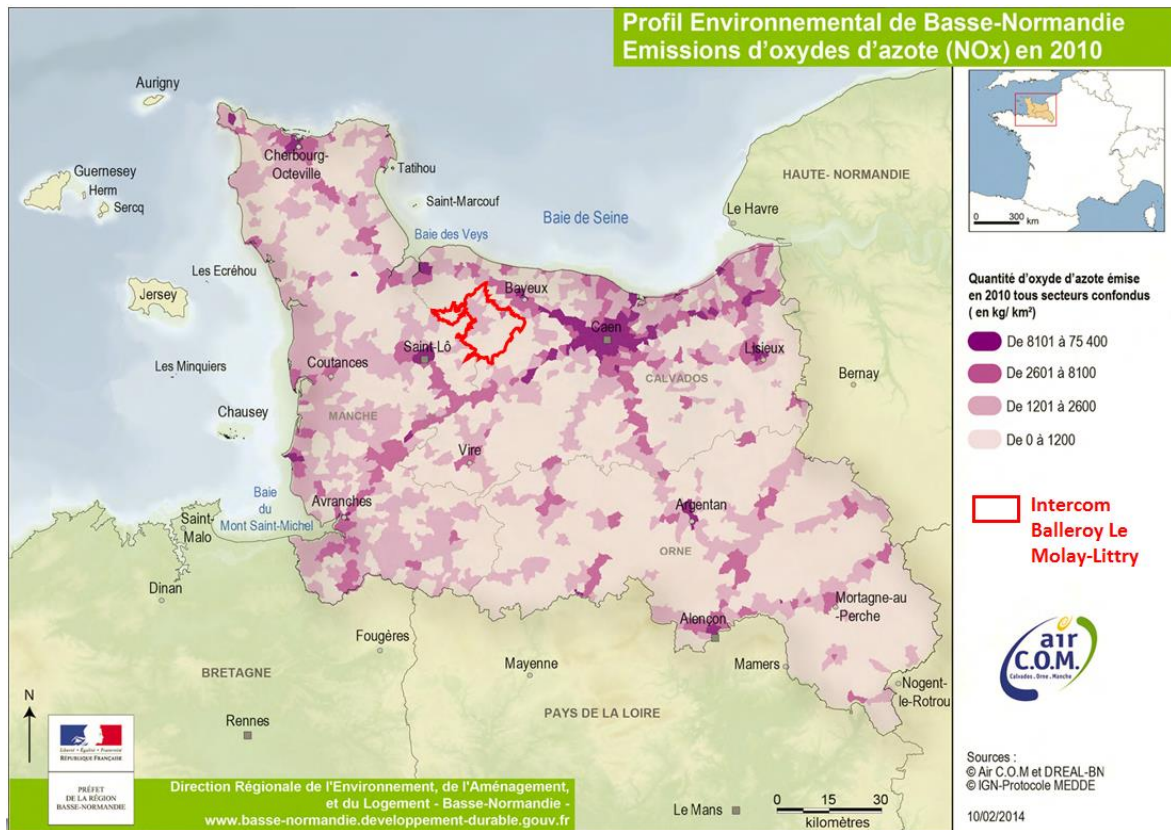 Profil Environnemental de Basse-Normandie
Emissions d'oxydes d'azote (NOx) en 2010
Aurigny
Cherbourg-
Octeville
Tatihou
Guernesey
Herm
Sercq
Saint-Marcouf
Baie de Seine
HAUTE- NORMANDIE
Le Havre
Baie des Veys
Les Ecréhou
Bayeux
Jersey
Caen
Saint-Lô
Lisieux
Les Minquiers
Coutances
CALVADOS
Bernay
Chausey
MANCHE
Vire
Avranches
Argentan
Baie
du
Mont Saint-Michel
Saint-
Malo
ORNE
Dinan
Mortagne-au
-Perche
Alençon
Fougères
Mayenne
Mamers
BRETAGNE
Nogent-
le-Rotrou
PAYS DE LA LOIRE
Rennes
Le Mans
N
0 15 30
kilomètres
Liberté • Égalité • Fraternité
RÉPUBLIQUE FRANÇAISE
PRÉFET
DE LA RÉGION
BASSE-NORMANDIE
Direction Régionale de l'Environnement, de l'Aménagement,
et du Logement - Basse-Normandie -
www.basse-normandie.developpement-durable.gouv.fr
0 300 km
Quantité d'oxyde d'azote émise
en 2010 tous secteurs confondus
( en kg/ km²)
De 8101 à 75 400
De 2601 à 8100
De 1201 à 2600
De 0 à 1200
Intercom
Balleroy Le
Molay-Littry
air
C.O.M.
Calvados . Orne . Manche
Sources :
© Air C.O.M et DREAL-BN
© IGN-Protocole MEDDE
10/02/2014